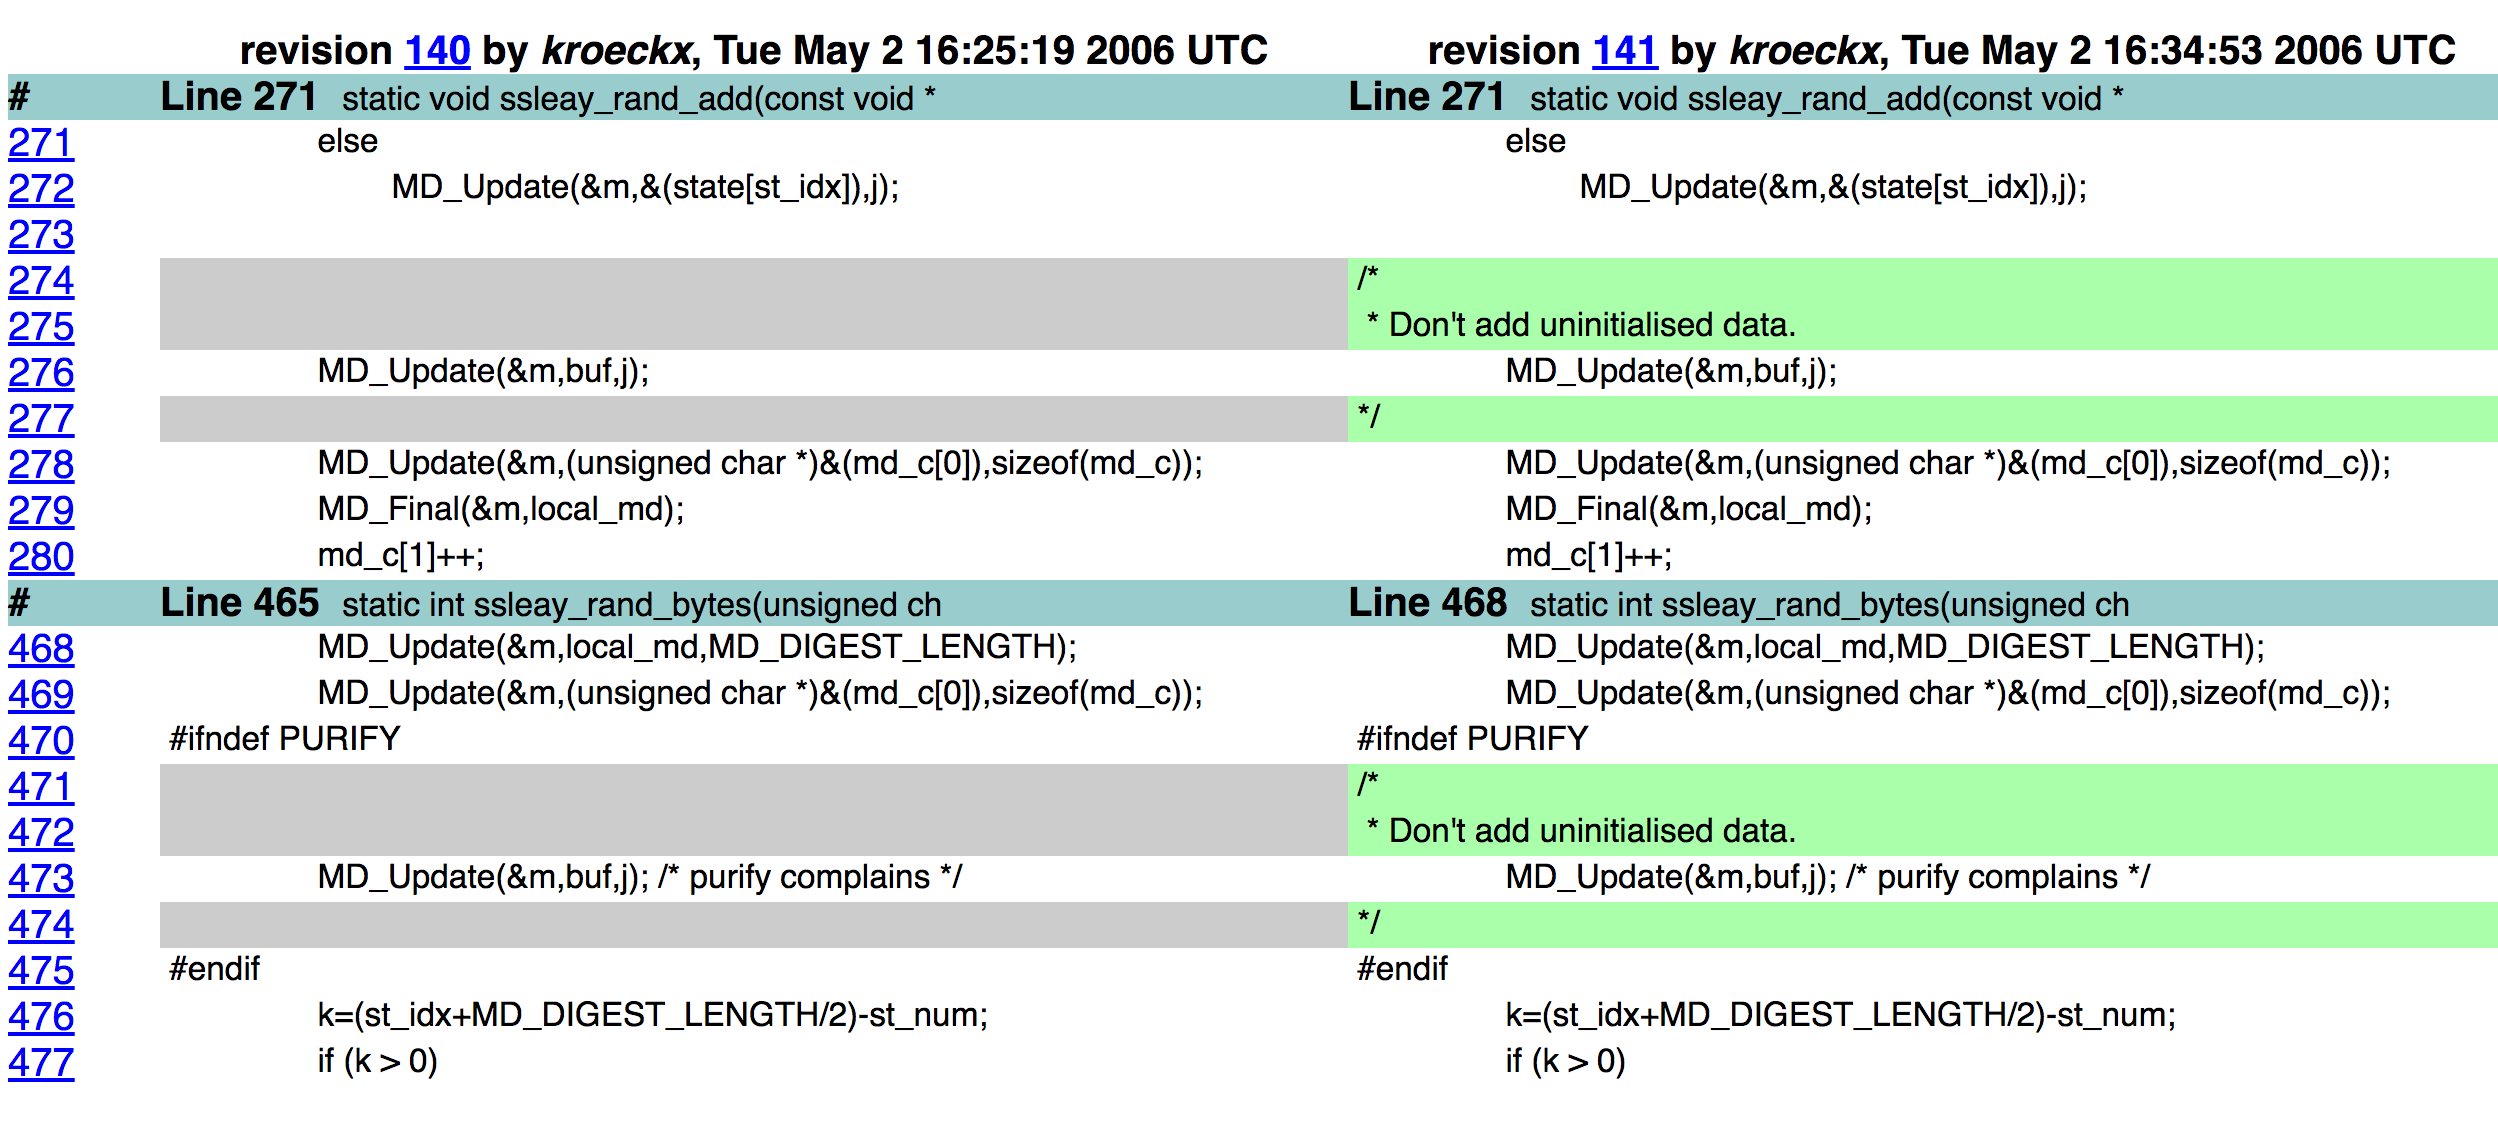 revision 140 by kroeckx, Tue May 2 16:25:19 2006 UTC	revision 141 by kroeckx, Tue May 2 16:34:53 2006 UTC
#	Line 271 static void ssleay_rand_add(const void *	Line 271 static void ssleay_rand_add(const void *
271	else	else
272	MD_Update(&m,&(state[st_idx]),j);	MD_Update(&m,&(state[st_idx]),j);
273
274	/*
275	* Don't add uninitialised data.
276	MD_Update(&m,buf,j);	MD_Update(&m,buf,j);
277	*/
278	MD_Update(&m,(unsigned char *)&(md_c[0]),sizeof(md_c));	MD_Update(&m,(unsigned char *)&(md_c[0]),sizeof(md_c));
279	MD_Final(&m,local_md);	MD_Final(&m,local_md);
280	md_c[1]++;	md_c[1]++;
#	Line 465 static int ssleay_rand_bytes(unsigned ch	Line 468 static int ssleay_rand_bytes(unsigned ch
468	MD_Update(&m,local_md,MD_DIGEST_LENGTH);	MD_Update(&m,local_md,MD_DIGEST_LENGTH);
469	MD_Update(&m,(unsigned char *)&(md_c[0]),sizeof(md_c));	MD_Update(&m,(unsigned char *)&(md_c[0]),sizeof(md_c));
470	#ifndef PURIFY	#ifndef PURIFY
471	/*
472	* Don't add uninitialised data.
473	MD_Update(&m,buf,j); /* purify complains */	MD_Update(&m,buf,j); /* purify complains */
474	*/
475	#endif	#endif
476	k=(st_idx+MD_DIGEST_LENGTH/2)-st_num;	k=(st_idx+MD_DIGEST_LENGTH/2)-st_num;
477	if (k > 0)	if (k > 0)